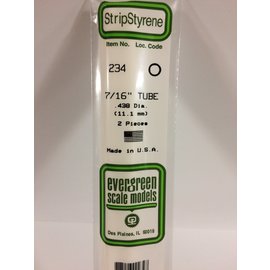 StripStyrene
Item No. Loc. Code
234
7/16" TUBE
.438 Dia.
(11.1 mm)
2 Pieces
Made in U.S.A.
evergreen
scale models
Des Plaines, IL 60018